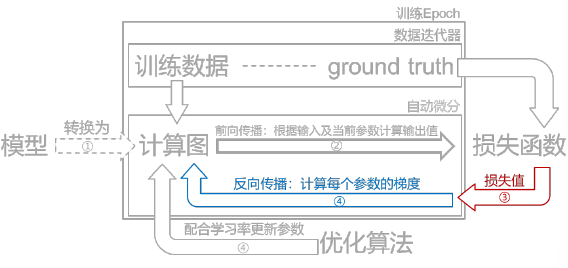 训练Epoch
数据迭代器
训练数据 ground truth
自动微分
模型
转换为
①
计算图
前向传播：根据输入及当前参数计算输出值
②
损失函数
反向传播：计算每个参数的梯度
④
损失值
③
配合学习率更新参数
④
优化算法